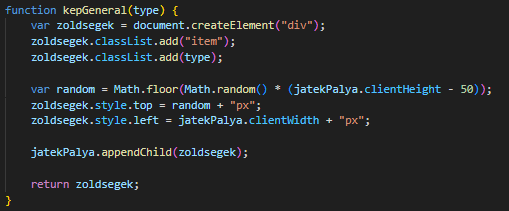 function kepGeneral(type) {
    var zoldsegek = document.createElement("div");
    zoldsegek.classList.add("item");
    zoldsegek.classList.add(type);

    var random = Math.floor(Math.random() * (jatekPalya.clientHeight - 50));
    zoldsegek.style.top = random + "px";
    zoldsegek.style.left = jatekPalya.clientWidth + "px";

    jatekPalya.appendChild(zoldsegek);

    return zoldsegek;
}